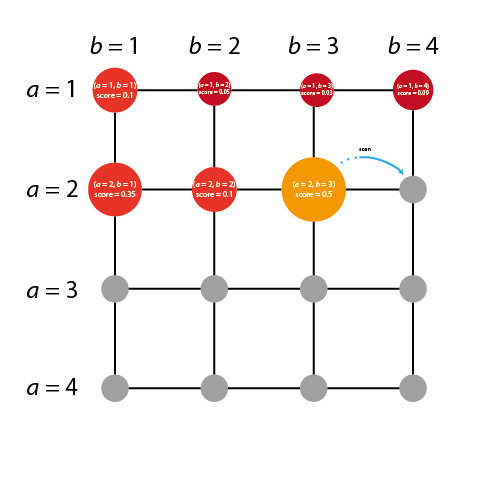 b = 1 b = 2 b = 3 b = 4
a = 1
(a = 1, b = 1)
score = 0.1
(a = 1, b = 2)
score = 0.05
(a = 1, b = 3)
score = 0.03
(a = 1, b = 4)
score = 0.09
scan
a = 2
(a = 2, b = 1)
score = 0.35
(a = 2, b = 2)
score = 0.1
(a = 2, b = 3)
score = 0.5
a = 3
a = 4